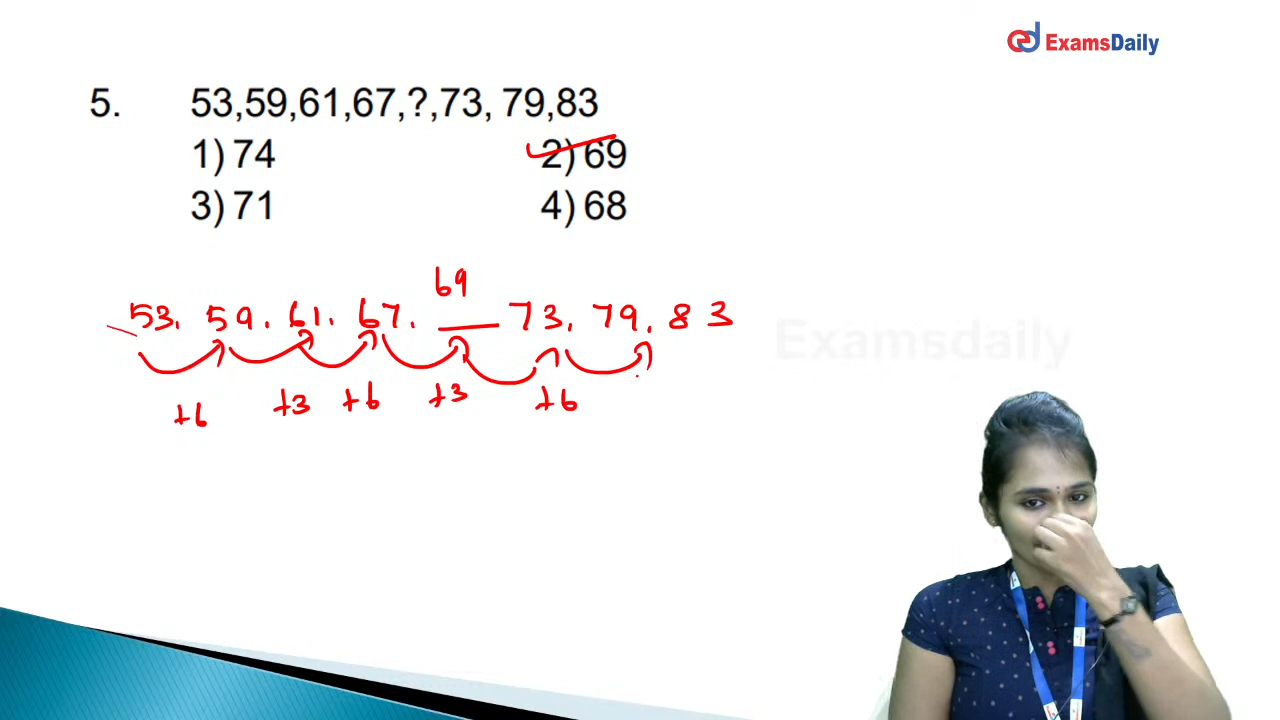 ExamsDaily
5. 53,59,61,67,?,73, 79,83
1) 74 2) 69
3) 71 4) 68
69
53. 59. 61. 67. 73. 79. 83
+6 +3 +6 +3 +6
Examsdaily